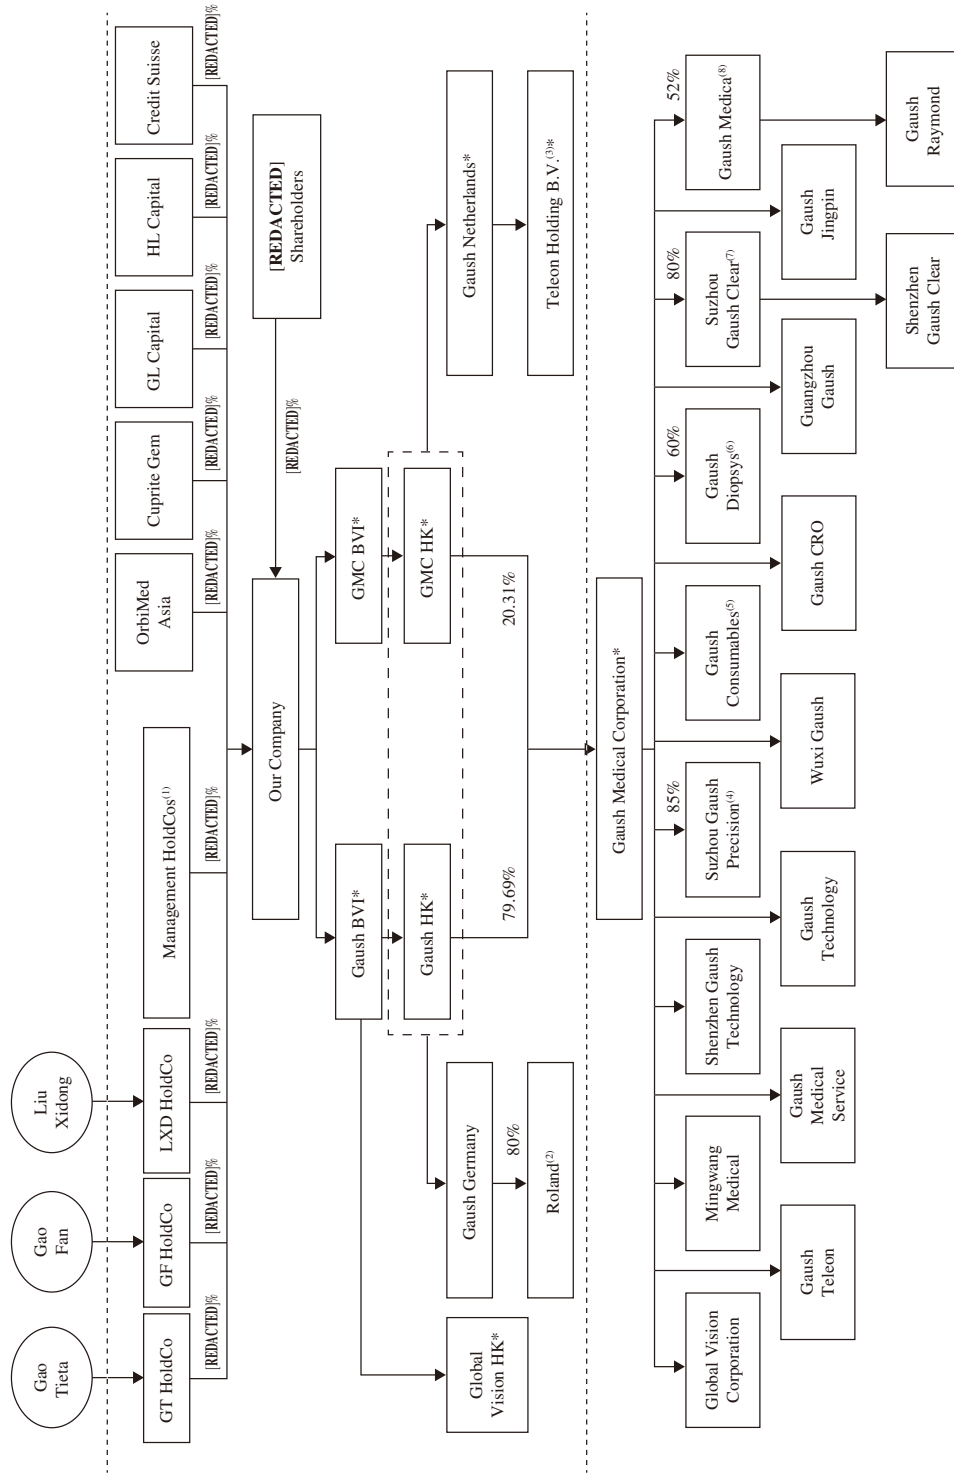 Gao
Tieta
Gao
Fan
Liu
Xidong
GT HoldCo
GF HoldCo
LXD HoldCo
Management HoldCos(1)
OrbiMed
Asia
Cuprite Gem
GL Capital
HL Capital
Credit Suisse
[REDACTED]%
[REDACTED]%
[REDACTED]%
[REDACTED]%
[REDACTED]%
[REDACTED]%
[REDACTED]%
[REDACTED]%
[REDACTED]%
Our Company
[REDACTED]
Shareholders
[REDACTED]%
Gaush BVI*
GMC BVI*
Gaush HK*
GMC HK*
Global
Vision HK*
Gaush Germany
80%
Roland(2)
Gaush Netherlands*
Teleon Holding B.V.(3)*
79.69%
20.31%
Gaush Medical Corporation*
85%
60%
80%
52%
Global Vision
Corporation
Mingwang
Medical
Shenzhen Gaush
Technology
Suzhou Gaush
Precision(4)
Gaush
Consumables(5)
Gaush
Diopsys(6)
Suzhou
Gaush Clear(7)
Gaush Medica(8)
Gaush
Teleon
Gaush
Medical
Service
Gaush
Technology
Wuxi Gaush
Gaush CRO
Guangzhou
Gaush
Gaush
Jingpin
Shenzhen
Gaush Clear
Gaush
Raymond